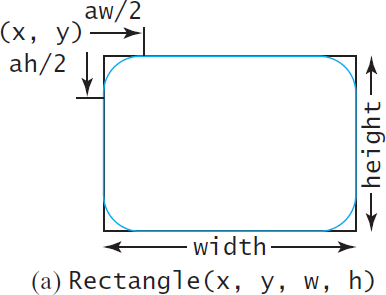 aw/2
(x, y)
ah/2
height
width
(a) Rectangle(x, y, w, h)